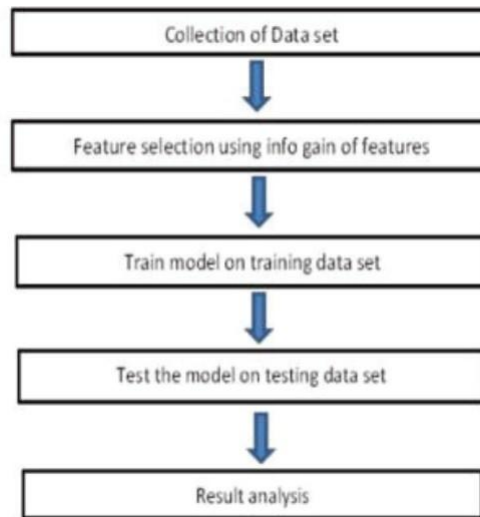 Collection of Data set
Feature selection using info gain of features
Train model on training data set
Test the model on testing data set
Result analysis